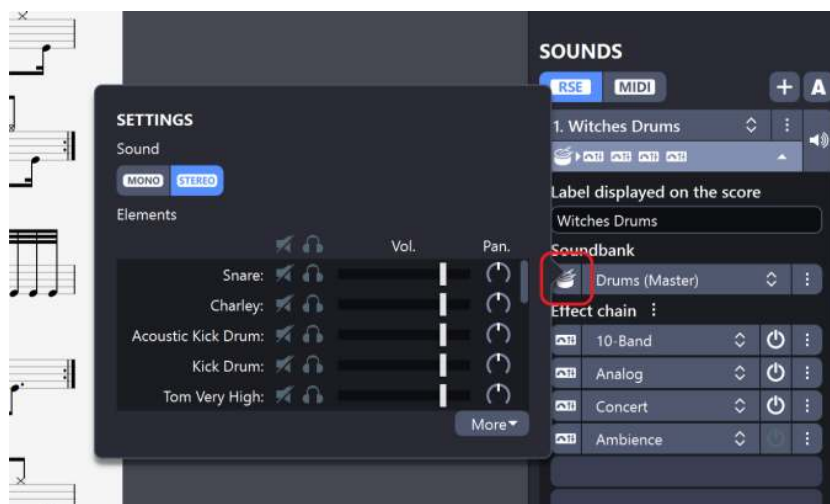 SOUNDS
RSE MIDI + A
1. Witches Drums
Label displayed on the score
Witches Drums
Soundbank
Drums (Master)
Effect chain
10-Band
Analog
Concert
Ambience
SETTINGS
Sound
MONO STEREO
Elements
Vol. Pan.
Snare:
Charley:
Acoustic Kick Drum:
Kick Drum:
Tom Very High:
More